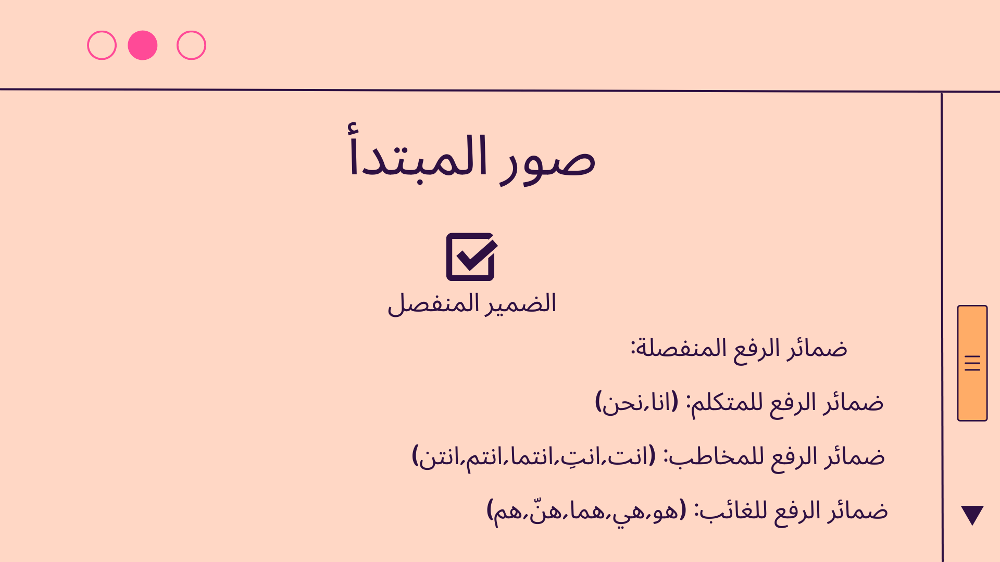 صور المبتدأ
الضمير المنفصل
ضمائر الرفع المنفصلة:
ضمائر الرفع للمتكلم: (انا,نحن)
ضمائر الرفع للمخاطب: (انت,انتِ,انتما,انتم,انتن)
ضمائر الرفع للغائب: (هو,هي,هما,هنّ,هم)